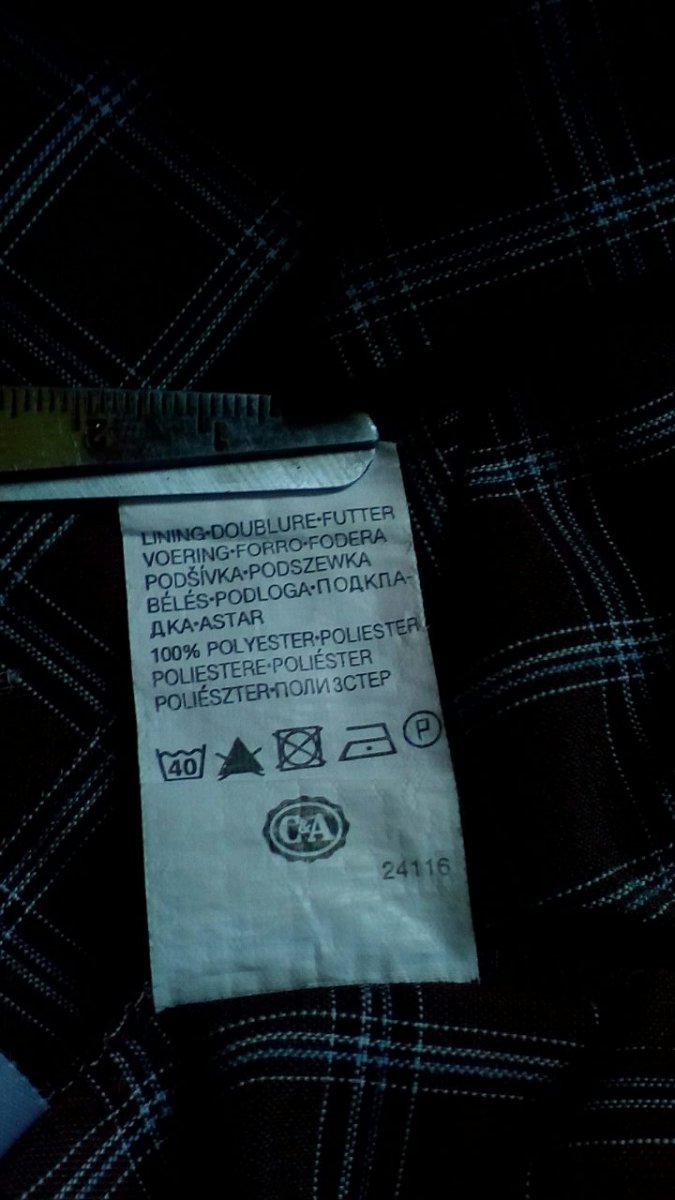 LINING•DOUBLURE•FUTTER
VOERING•FORRO•FODERA
PODŠÍVKA•PODSZEWKA
BÉLÉS•PODLOGA•ПОДКЛА-
ДКА•ASTAR
100% POLYESTER•POLIESTER
POLIESTERE•POLIÉSTER
POLIÉSZTER•ПОЛИЗСТЕР
40
P
C&A
24116